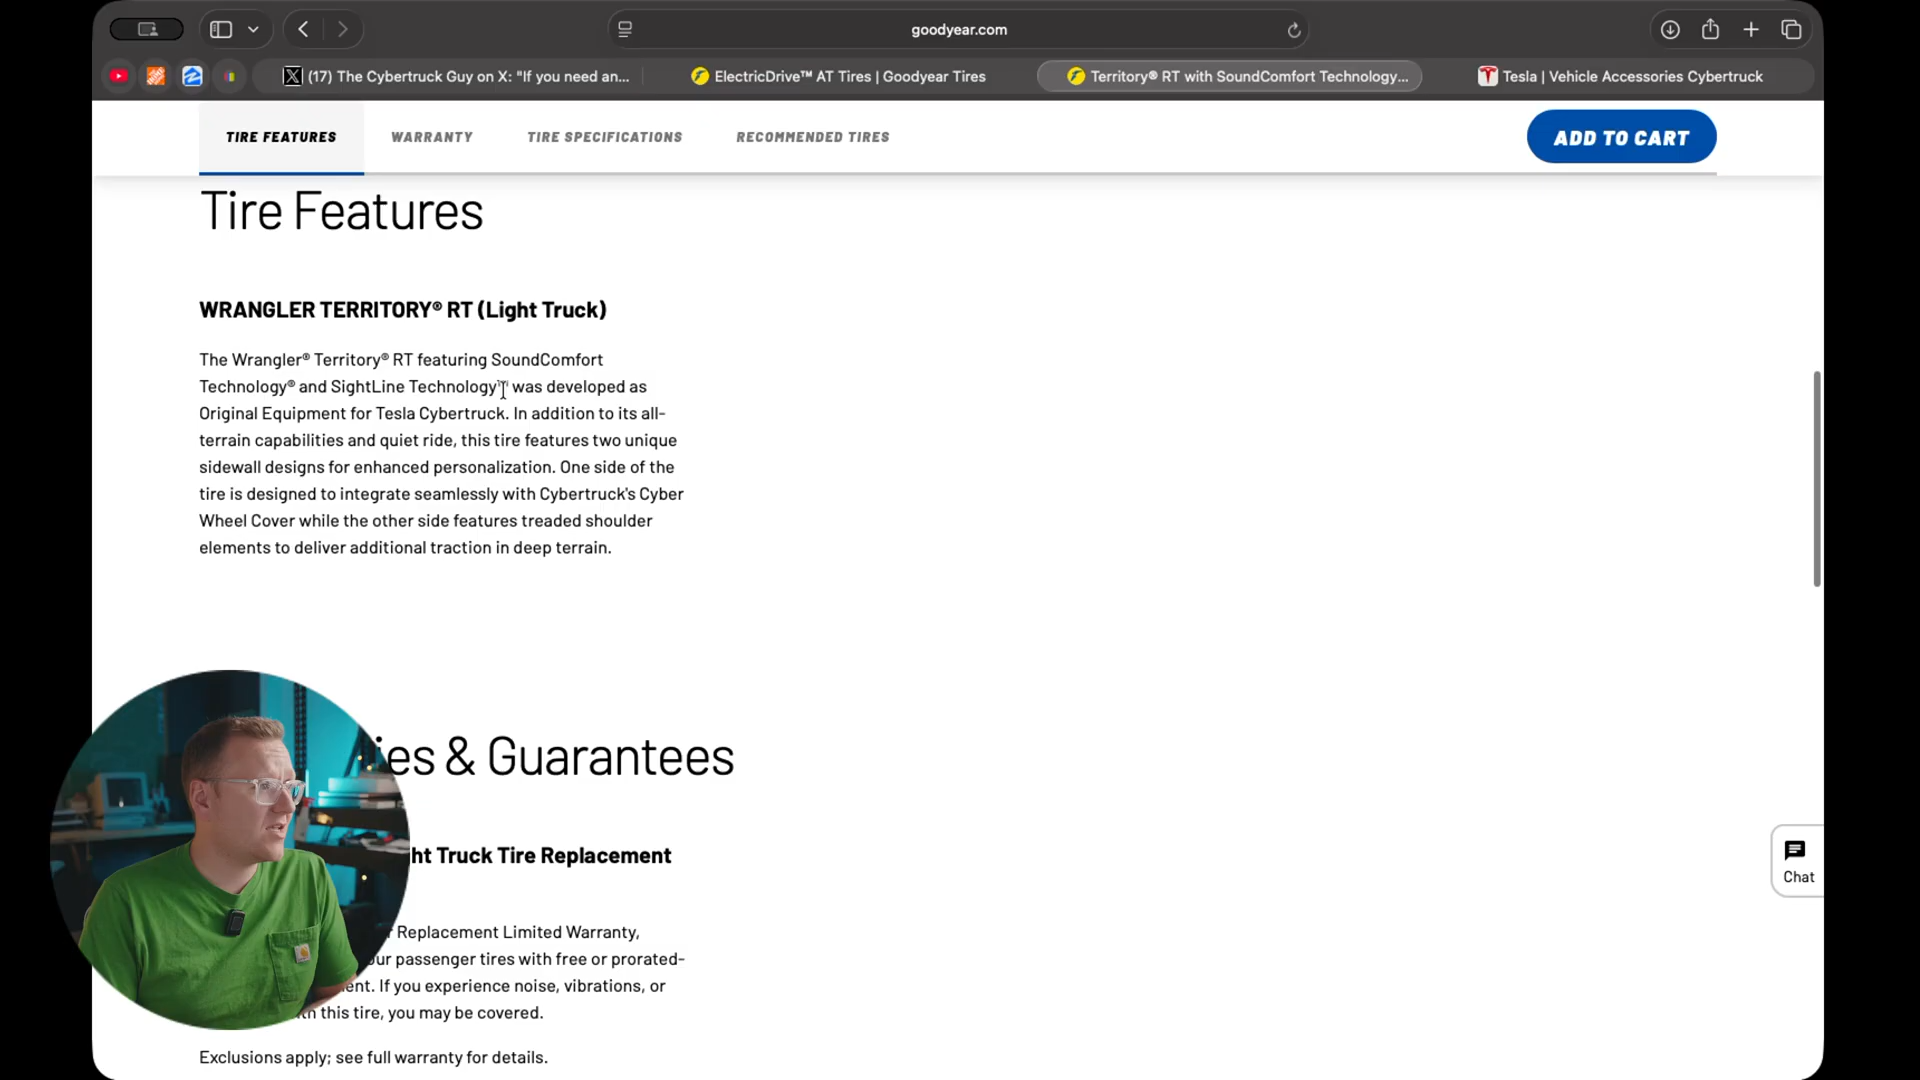 goodyear.com
(17) The Cybertruck Guy on X: "If you need an...
ElectricDrive™ AT Tires | Goodyear Tires
Territory® RT with SoundComfort Technology...
Tesla | Vehicle Accessories Cybertruck
TIRE FEATURES
WARRANTY
TIRE SPECIFICATIONS
RECOMMENDED TIRES
ADD TO CART
Tire Features
WRANGLER TERRITORY® RT (Light Truck)
The Wrangler® Territory® RT featuring SoundComfort
Technology® and SightLine Technology™ was developed as
Original Equipment for Tesla Cybertruck. In addition to its all-
terrain capabilities and quiet ride, this tire features two unique
sidewall designs for enhanced personalization. One side of the
tire is designed to integrate seamlessly with Cybertruck's Cyber
Wheel Cover while the other side features treaded shoulder
elements to deliver additional traction in deep terrain.
es & Guarantees
ht Truck Tire Replacement
Replacement Limited Warranty,
our passenger tires with free or prorated-
ent. If you experience noise, vibrations, or
th this tire, you may be covered.
Exclusions apply; see full warranty for details.
Chat